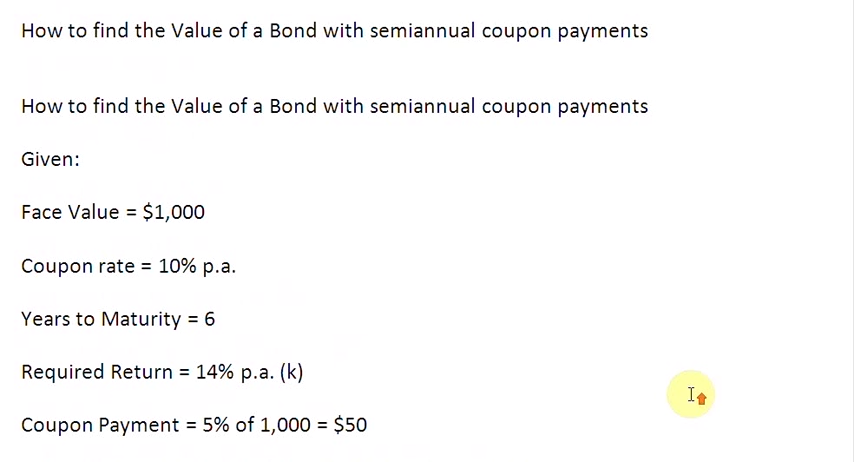 How to find the Value of a Bond with semiannual coupon payments
How to find the Value of a Bond with semiannual coupon payments
Given:
Face Value = $1,000
Coupon rate = 10% p.a.
Years to Maturity = 6
Required Return = 14% p.a. (k)
Coupon Payment = 5% of 1,000 = $50